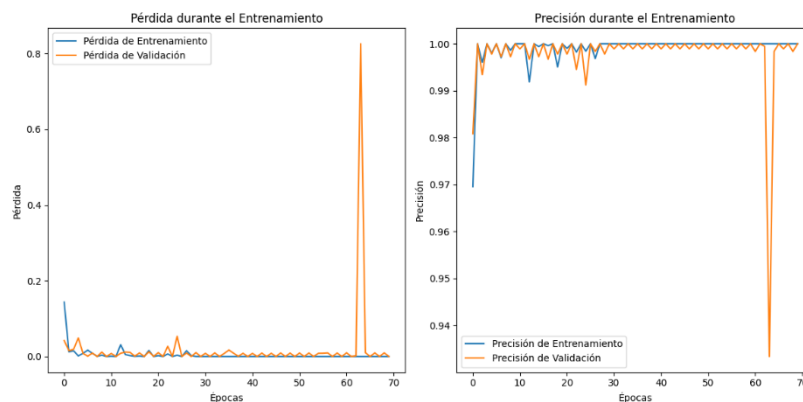 Pérdida durante el Entrenamiento
Pérdida de Entrenamiento
Pérdida de Validación
0.8
0.6
0.4
0.2
0.0
Pérdida
0 10 20 30 40 50 60 70
Épocas
Precisión durante el Entrenamiento
1.00
0.99
0.98
0.97
0.96
0.95
0.94
Precisión
Precisión de Entrenamiento
Precisión de Validación
0 10 20 30 40 50 60 70
Épocas